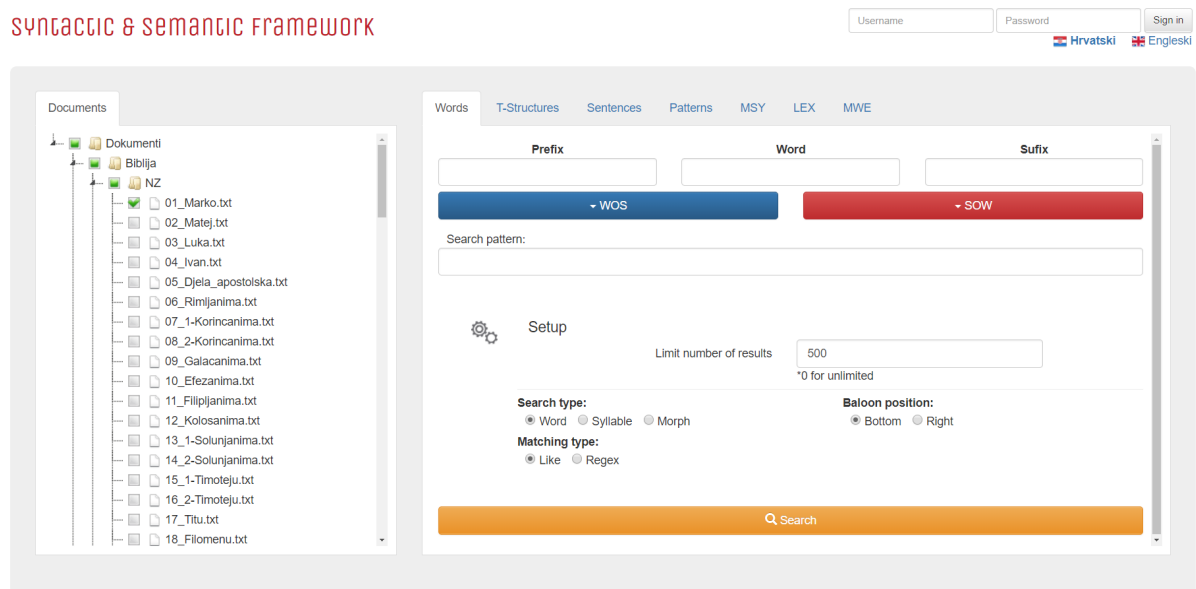 Syntactic & Semantic Framework
Username Password Sign in
Hrvatski Engleski
Documents
Dokumenti
Biblija
NZ
01_Marko.txt
02_Matej.txt
03_Luka.txt
04_Ivan.txt
05_Djela_apostolska.txt
06_Rimljanima.txt
07_1-Korincanima.txt
08_2-Korincanima.txt
09_Galacanima.txt
10_Efezanima.txt
11_Filipljanima.txt
12_Kolosanima.txt
13_1-Solunjanima.txt
14_2-Solunjanima.txt
15_1-Timoteju.txt
16_2-Timoteju.txt
17_Titu.txt
18_Filomenu.txt
Words T-Structures Sentences Patterns MSY LEX MWE
Prefix Word Sufix
WOS SOW
Search pattern:
Setup
Limit number of results 500
*0 for unlimited
Search type: Baloon position:
Word Syllable Morph Bottom Right
Matching type:
Like Regex
Search